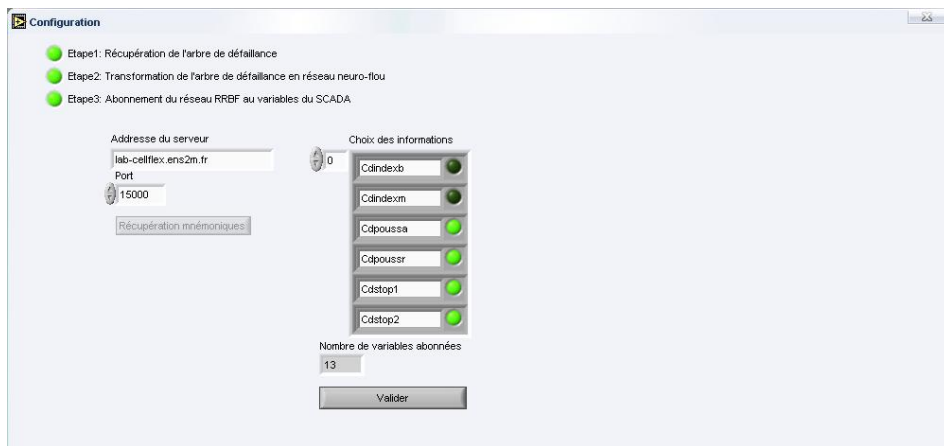 Configuration
Etape1: Récupération de l'arbre de défaillance
Etape2: Transformation de l'arbre de défaillance en réseau neuro-flou
Etape3: Abonnement du réseau RRBF au variables du SCADA
Addresse du serveur
lab-cellflex.ens2m.fr
Port
15000
Récupération mnémoniques
Choix des informations
0
Cdindexb
Cdindexm
Cdpoussa
Cdpoussr
Cdstop1
Cdstop2
Nombre de variables abonnées
13
Valider